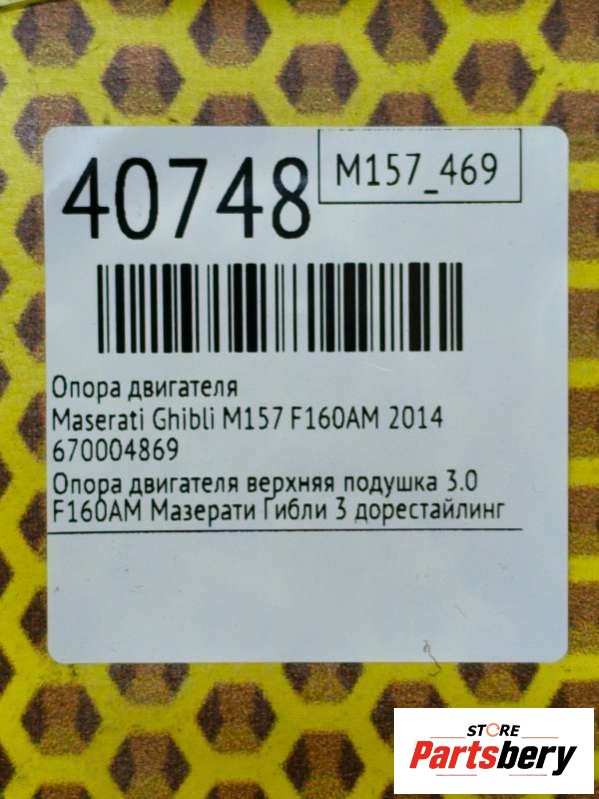 40748
M157_469
Опора двигателя
Maserati Ghibli M157 F160AM 2014
670004869
Опора двигателя верхняя подушка 3.0
F160AM Мазерати Гибли 3 дорестайлинг
STORE
Partsbery